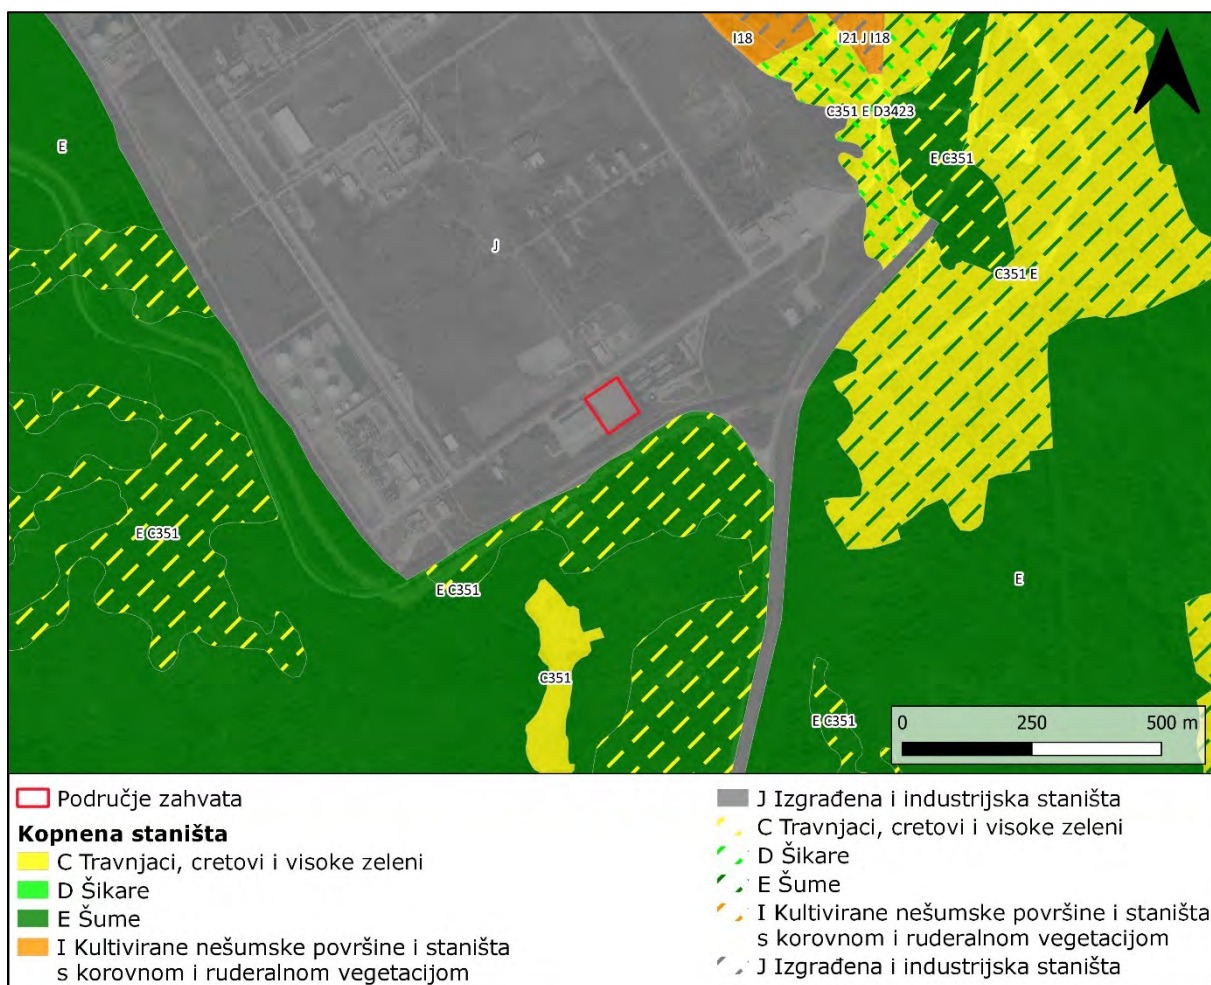 I18
I21 J I18
C351 E D3423
E
E C351
J
C351 E
E C351
E C351
E
C351
E C351
0 250 500 m
Područje zahvata
Kopnena staništa
C Travnjaci, cretovi i visoke zeleni
D Šikare
E Šume
I Kultivirane nešumske površine i staništa
s korovnom i ruderalnom vegetacijom
J Izgrađena i industrijska staništa
C Travnjaci, cretovi i visoke zeleni
D Šikare
E Šume
I Kultivirane nešumske površine i staništa
s korovnom i ruderalnom vegetacijom
J Izgrađena i industrijska staništa